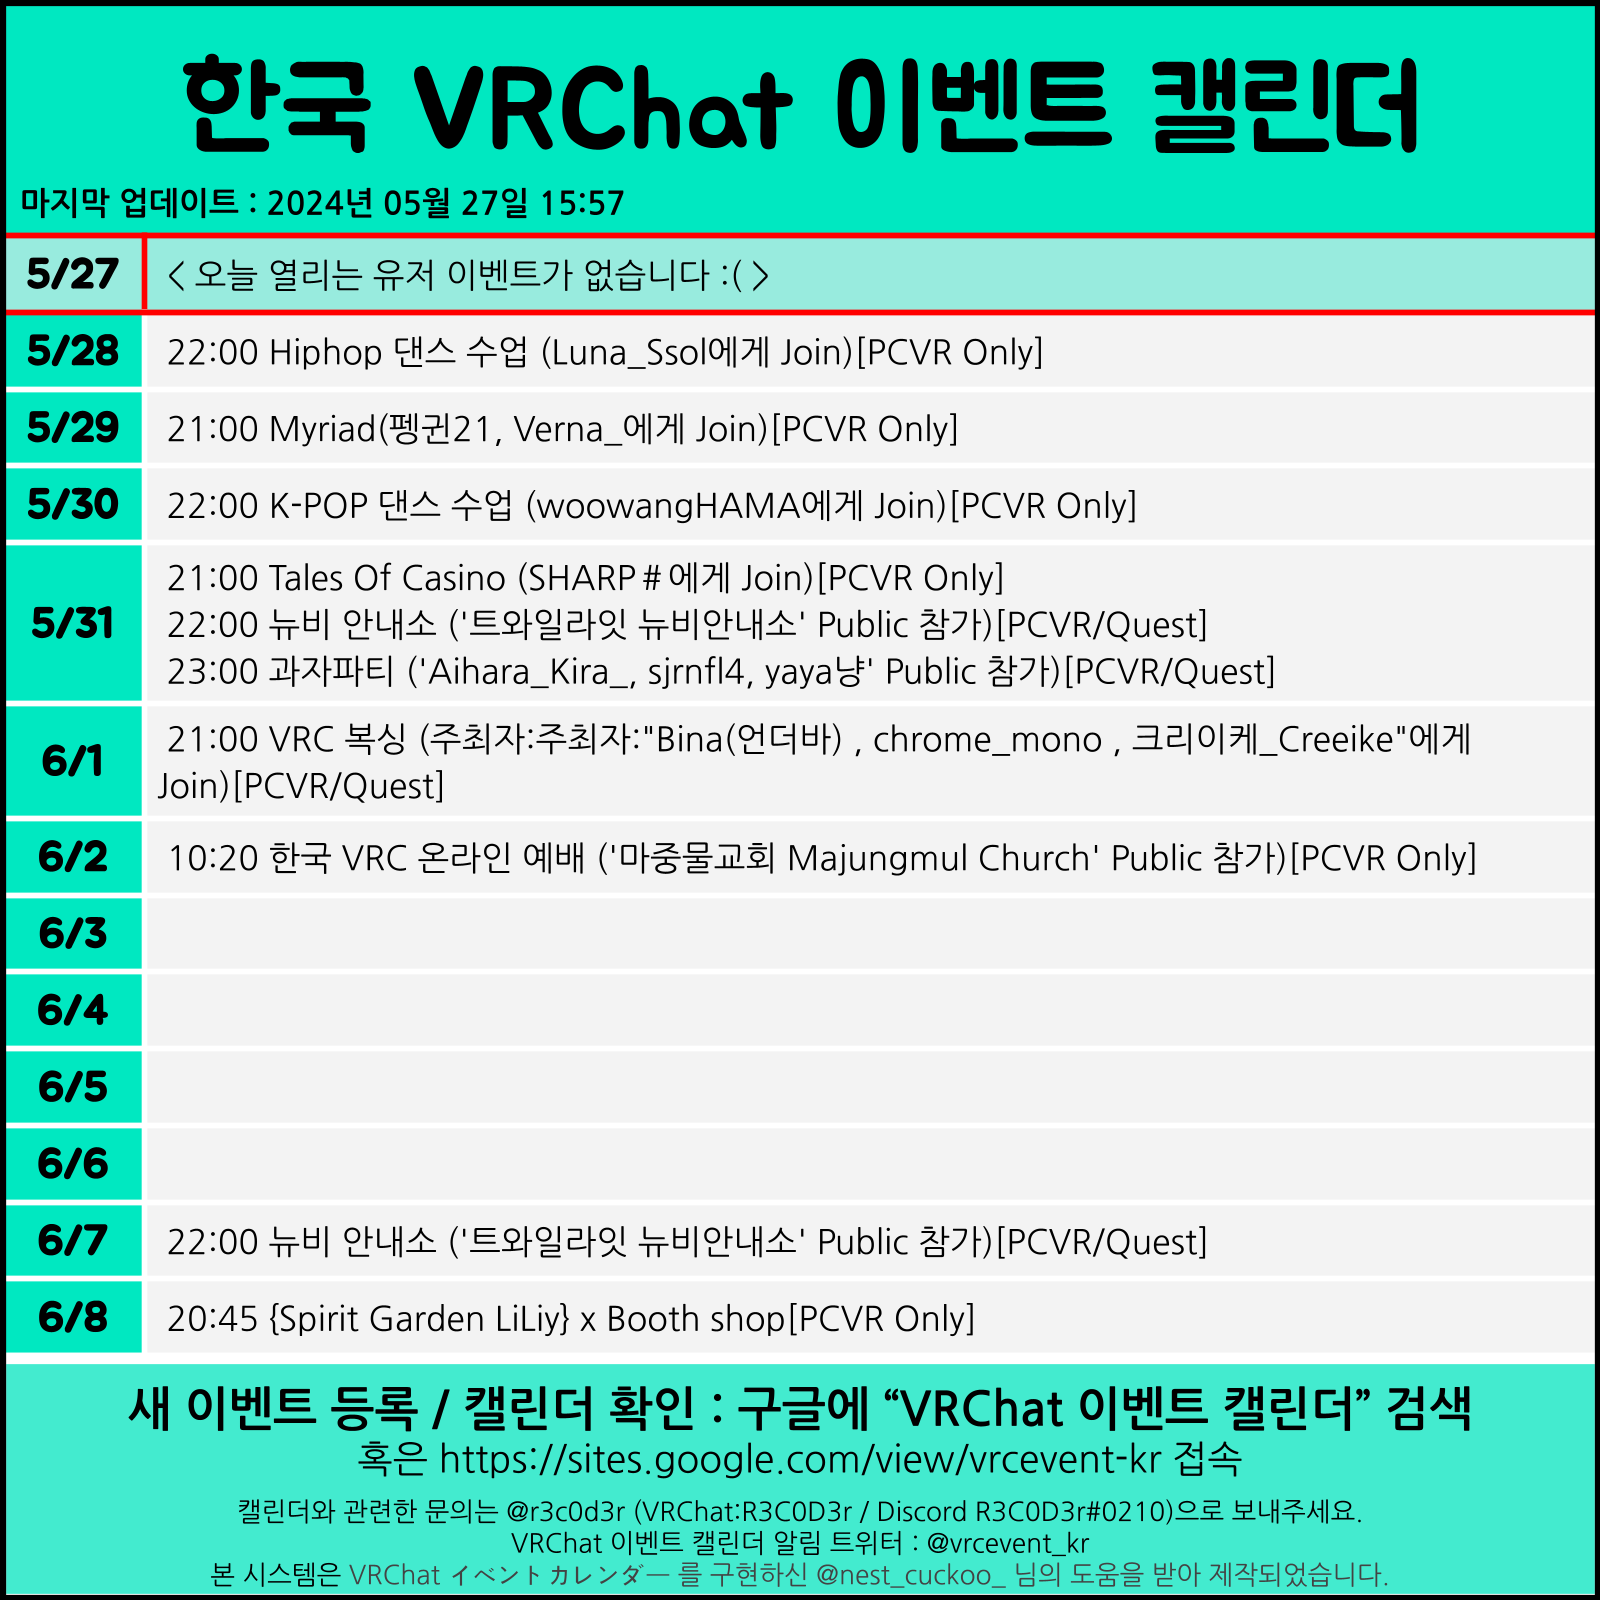 한국 VRChat 이벤트 캘린더
마지막 업데이트 : 2024년 05월 27일 15:57
5/27 < 오늘 열리는 유저 이벤트가 없습니다 :( >
5/28 22:00 Hiphop 댄스 수업 (Luna_Ssol에게 Join)[PCVR Only]
5/29 21:00 Myriad(펭귄21, Verna_에게 Join)[PCVR Only]
5/30 22:00 K-POP 댄스 수업 (woowangHAMA에게 Join)[PCVR Only]
5/31 21:00 Tales Of Casino (SHARP＃에게 Join)[PCVR Only]
22:00 뉴비 안내소 ('트와일라잇 뉴비안내소' Public 참가)[PCVR/Quest]
23:00 과자파티 ('Aihara_Kira_, sjrnfl4, yaya냥' Public 참가)[PCVR/Quest]
6/1 21:00 VRC 복싱 (주최자:주최자:"Bina(언더바) , chrome_mono , 크리이케_Creeike"에게
Join)[PCVR/Quest]
6/2 10:20 한국 VRC 온라인 예배 ('마중물교회 Majungmul Church' Public 참가)[PCVR Only]
6/3
6/4
6/5
6/6
6/7 22:00 뉴비 안내소 ('트와일라잇 뉴비안내소' Public 참가)[PCVR/Quest]
6/8 20:45 {Spirit Garden LiLiy} x Booth shop[PCVR Only]
새 이벤트 등록 / 캘린더 확인 : 구글에 “VRChat 이벤트 캘린더” 검색
혹은 https://sites.google.com/view/vrcevent-kr 접속
캘린더와 관련한 문의는 @r3c0d3r (VRChat:R3C0D3r / Discord R3C0D3r#0210)으로 보내주세요.
VRChat 이벤트 캘린더 알림 트위터 : @vrcevent_kr
본 시스템은 VRChat イベントカレンダー 를 구현하신 @nest_cuckoo_ 님의 도움을 받아 제작되었습니다.